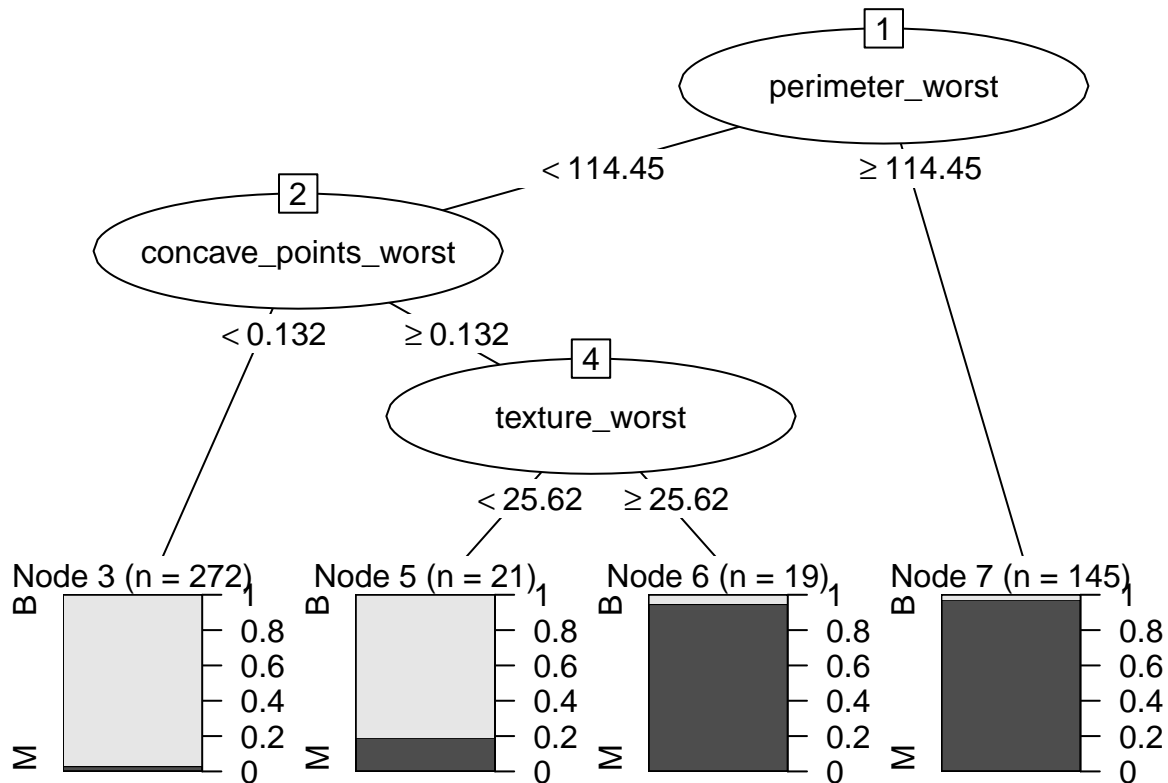 1
perimeter_worst
< 114.45
≥ 114.45
2
concave_points_worst
< 0.132
≥ 0.132
4
texture_worst
< 25.62
≥ 25.62
Node 3 (n = 272)
B
M
1
0.8
0.6
0.4
0.2
0
Node 5 (n = 21)
B
M
1
0.8
0.6
0.4
0.2
0
Node 6 (n = 19)
B
M
1
0.8
0.6
0.4
0.2
0
Node 7 (n = 145)
B
M
1
0.8
0.6
0.4
0.2
0